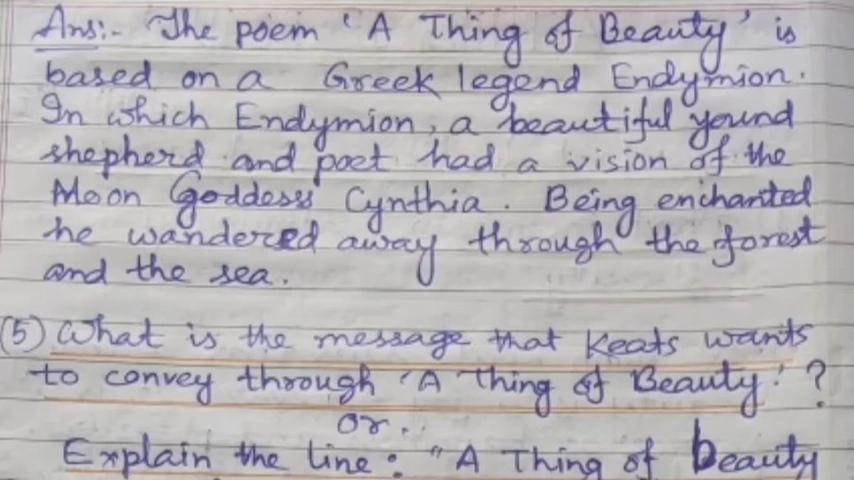 Ans:- The poem 'A Thing of Beauty' is
based on a Greek legend Endymion.
In which Endymion, a beautiful yound
shepherd and poet had a vision of the
Moon Goddess Cynthia. Being enchanted
he wandered away through the forest
and the sea.
(5) What is the message that Keats wants
to convey through 'A Thing of Beauty'?
or.
Explain the line: "A Thing of beauty